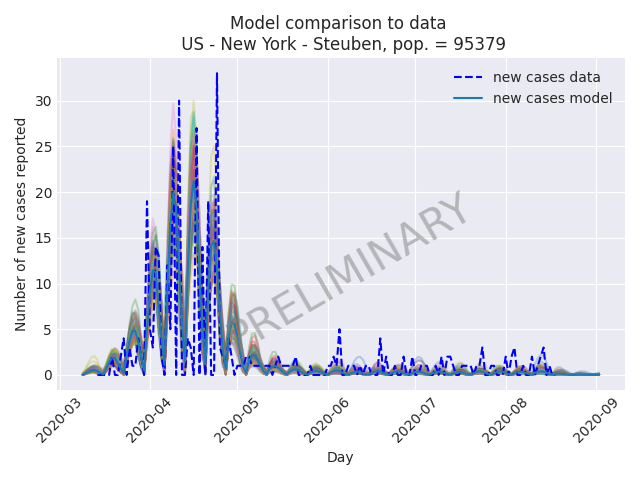 Model comparison to data
US - New York - Steuben, pop. = 95379
new cases data
new cases model
Number of new cases reported
30
25
20
15
10
5
0
PRELIMINARY
2020-03
2020-04
2020-05
2020-06
2020-07
2020-08
2020-09
Day